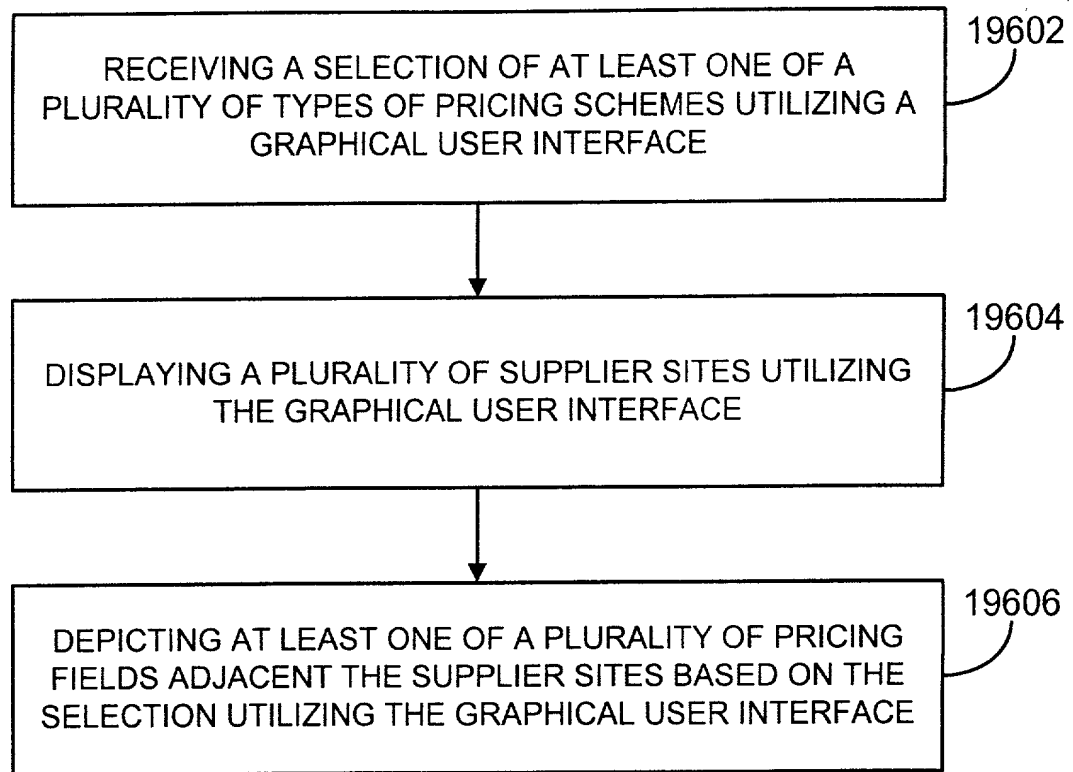 19602
RECEIVING A SELECTION OF AT LEAST ONE OF A
PLURALITY OF TYPES OF PRICING SCHEMES UTILIZING A
GRAPHICAL USER INTERFACE
19604
DISPLAYING A PLURALITY OF SUPPLIER SITES UTILIZING
THE GRAPHICAL USER INTERFACE
19606
DEPICTING AT LEAST ONE OF A PLURALITY OF PRICING
FIELDS ADJACENT THE SUPPLIER SITES BASED ON THE
SELECTION UTILIZING THE GRAPHICAL USER INTERFACE